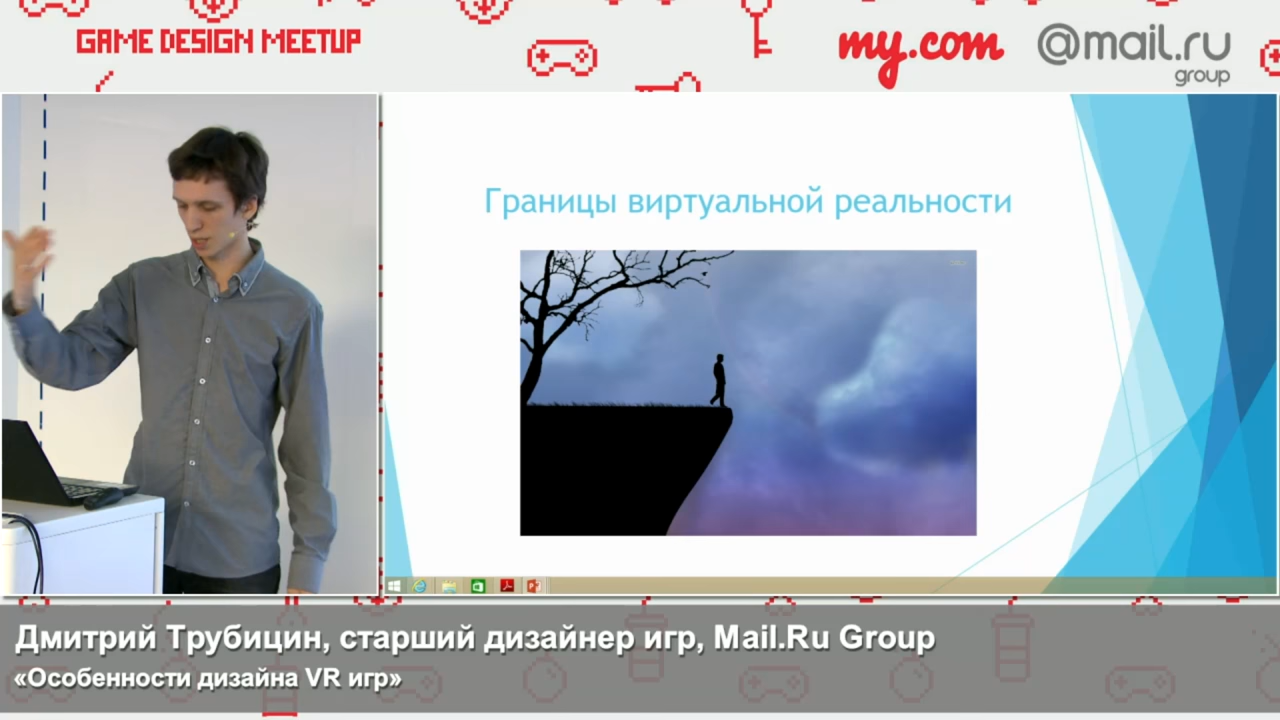 GAME DESIGN MEETUP
my.com
@mail.ru
group
Границы виртуальной реальности
Дмитрий Трубицин, старший дизайнер игр, Mail.Ru Group
«Особенности дизайна VR игр»